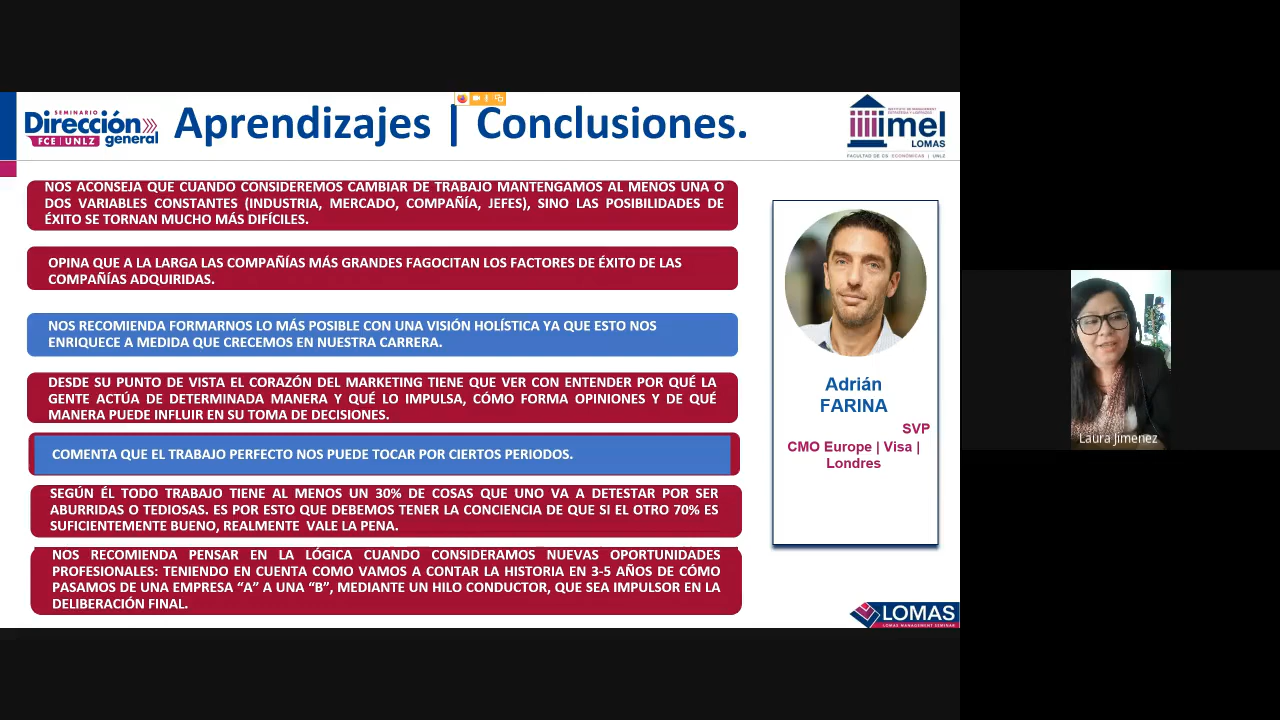 SEMINARIO
Dirección
general
FCE | UNLZ
Aprendizajes | Conclusiones.
imel
LOMAS
FACULTAD DE CS. ECONÓMICAS | UNLZ
NOS ACONSEJA QUE CUANDO CONSIDEREMOS CAMBIAR DE TRABAJO MANTENGAMOS AL MENOS UNA O
DOS VARIABLES CONSTANTES (INDUSTRIA, MERCADO, COMPAÑÍA, JEFES), SINO LAS POSIBILIDADES DE
ÉXITO SE TORNAN MUCHO MÁS DIFÍCILES.
OPINA QUE A LA LARGA LAS COMPAÑÍAS MÁS GRANDES FAGOCITAN LOS FACTORES DE ÉXITO DE LAS
COMPAÑÍAS ADQUIRIDAS.
NOS RECOMIENDA FORMARNOS LO MÁS POSIBLE CON UNA VISIÓN HOLÍSTICA YA QUE ESTO NOS
ENRIQUECE A MEDIDA QUE CRECEMOS EN NUESTRA CARRERA.
DESDE SU PUNTO DE VISTA EL CORAZÓN DEL MARKETING TIENE QUE VER CON ENTENDER POR QUÉ LA
GENTE ACTÚA DE DETERMINADA MANERA Y QUÉ LO IMPULSA, CÓMO FORMA OPINIONES Y DE QUÉ
MANERA PUEDE INFLUIR EN SU TOMA DE DECISIONES.
COMENTA QUE EL TRABAJO PERFECTO NOS PUEDE TOCAR POR CIERTOS PERIODOS.
SEGÚN ÉL TODO TRABAJO TIENE AL MENOS UN 30% DE COSAS QUE UNO VA A DETESTAR POR SER
ABURRIDAS O TEDIOSAS. ES POR ESTO QUE DEBEMOS TENER LA CONCIENCIA DE QUE SI EL OTRO 70% ES
SUFICIENTEMENTE BUENO, REALMENTE VALE LA PENA.
NOS RECOMIENDA PENSAR EN LA LÓGICA CUANDO CONSIDERAMOS NUEVAS OPORTUNIDADES
PROFESIONALES: TENIENDO EN CUENTA COMO VAMOS A CONTAR LA HISTORIA EN 3-5 AÑOS DE CÓMO
PASAMOS DE UNA EMPRESA “A” A UNA “B”, MEDIANTE UN HILO CONDUCTOR, QUE SEA IMPULSOR EN LA
DELIBERACIÓN FINAL.
Adrián
FARINA
SVP
CMO Europe | Visa |
Londres
LOMAS
LOMAS MANAGEMENT SEMINAR
Laura Jimenez